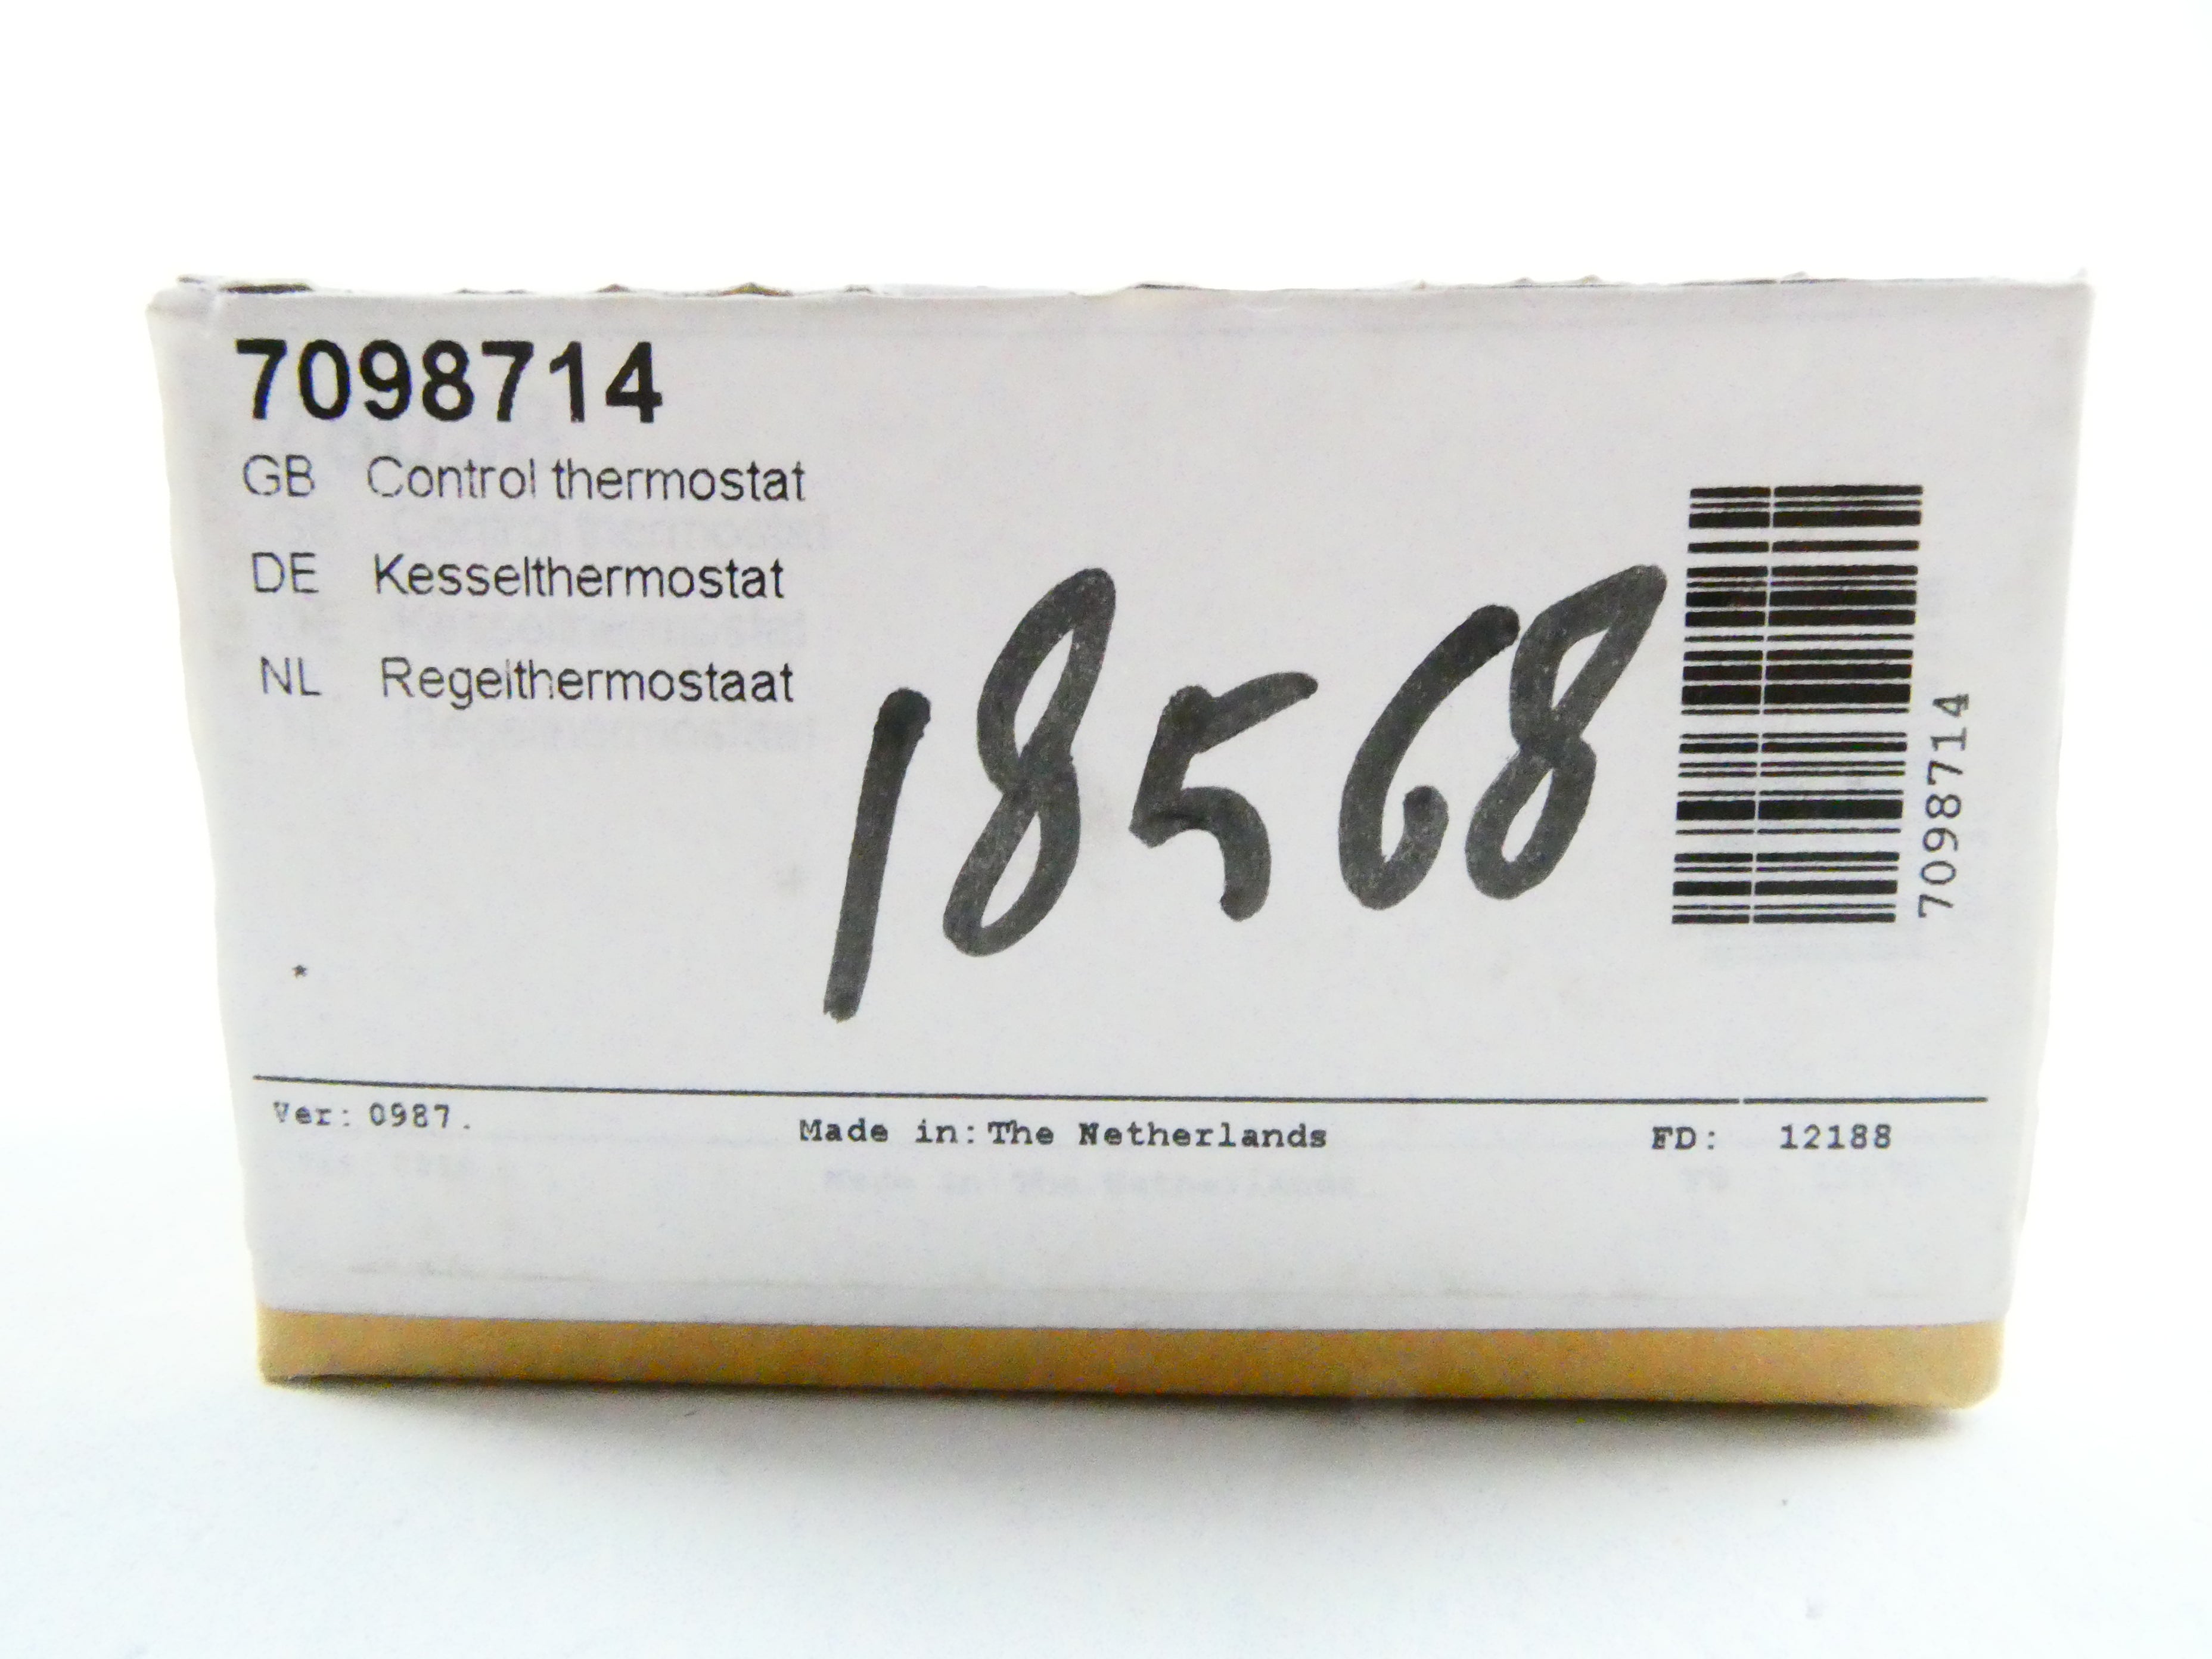 7098714
GB Control thermostat
DE Kesselthermostat
NL Regelthermostaat
18568
7098714
*
Ver: 0987.
Made in: The Netherlands
FD: 12188